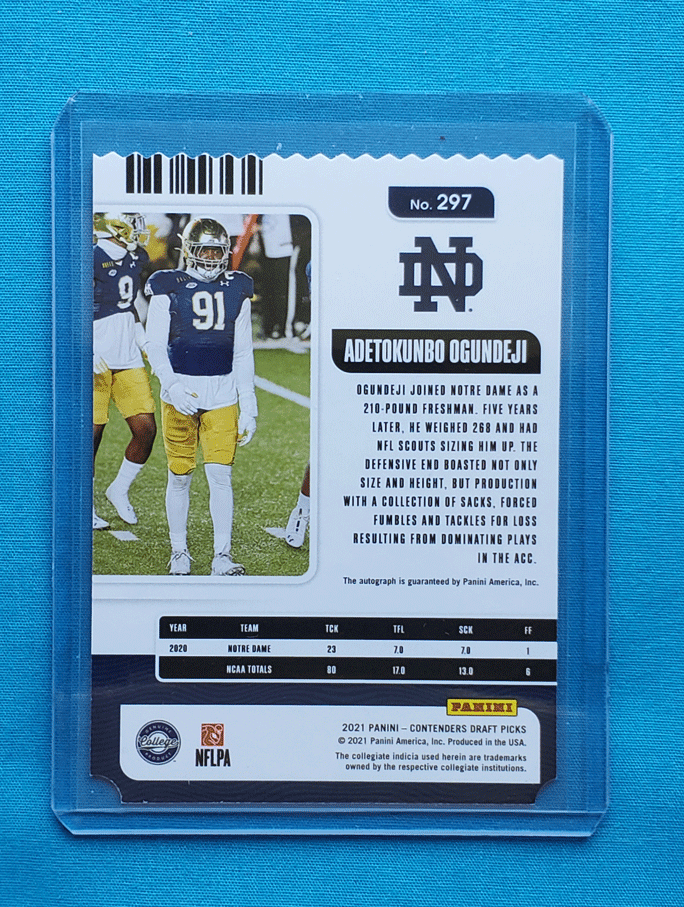 No. 297
ND
9
91
C
ADETOKUNBO OGUNDEJI
OGUNDEJI JOINED NOTRE DAME AS A
210-POUND FRESHMAN. FIVE YEARS
LATER, HE WEIGHED 268 AND HAD
NFL SCOUTS SIZING HIM UP. THE
DEFENSIVE END BOASTED NOT ONLY
SIZE AND HEIGHT, BUT PRODUCTION
WITH A COLLECTION OF SACKS, FORCED
FUMBLES AND TACKLES FOR LOSS
RESULTING FROM DOMINATING PLAYS
IN THE ACC.
The autograph is guaranteed by Panini America, Inc.
YEAR TEAM TCK TFL SCK FF
2020 NOTRE DAME 23 7.0 7.0 1
NCAA TOTALS 80 17.0 13.0 6
PANINI
GENUINE
College
PRODUCT
NFLPA
2021 PANINI – CONTENDERS DRAFT PICKS
© 2021 Panini America, Inc. Produced in the USA.
The collegiate indicia used herein are trademarks
owned by the respective collegiate institutions.